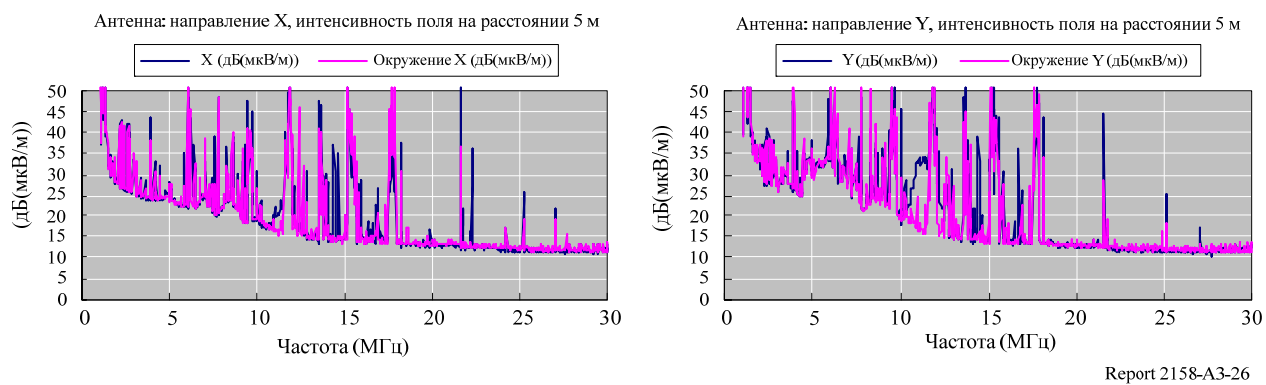 Антенна: направление X, интенсивность поля на расстоянии 5 м
X (дБ(мкВ/м)) Окружение X (дБ(мкВ/м))
(дБ(мкВ/м))
50
45
40
35
30
25
20
15
10
5
0
0 5 10 15 20 25 30
Частота (МГц)
Антенна: направление Y, интенсивность поля на расстоянии 5 м
Y (дБ(мкВ/м)) Окружение Y (дБ(мкВ/м))
(дБ(мкВ/м))
50
45
40
35
30
25
20
15
10
5
0
0 5 10 15 20 25 30
Частота (МГц)
Report 2158-A3-26